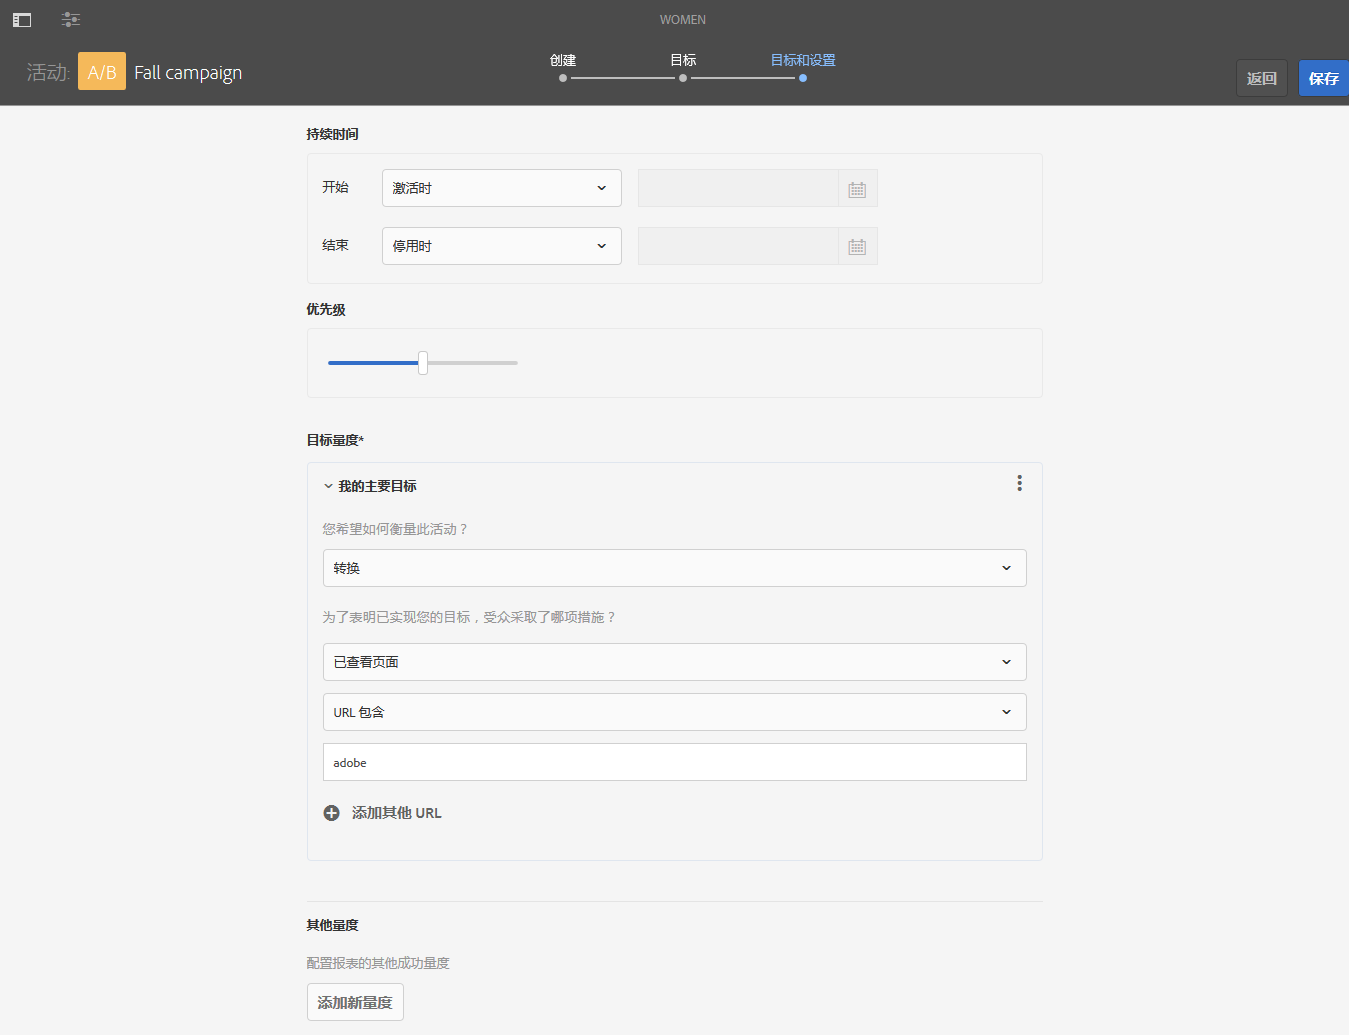 WOMEN
活动: A/B Fall campaign
创建
目标
目标和设置
返回
保存
持续时间
开始
激活时
结束
停用时
优先级
目标量度*
我的主要目标
您希望如何衡量此活动？
转换
为了表明已实现您的目标，受众采取了哪项措施？
已查看页面
URL 包含
adobe
添加其他 URL
其他量度
配置报表的其他成功量度
添加新量度